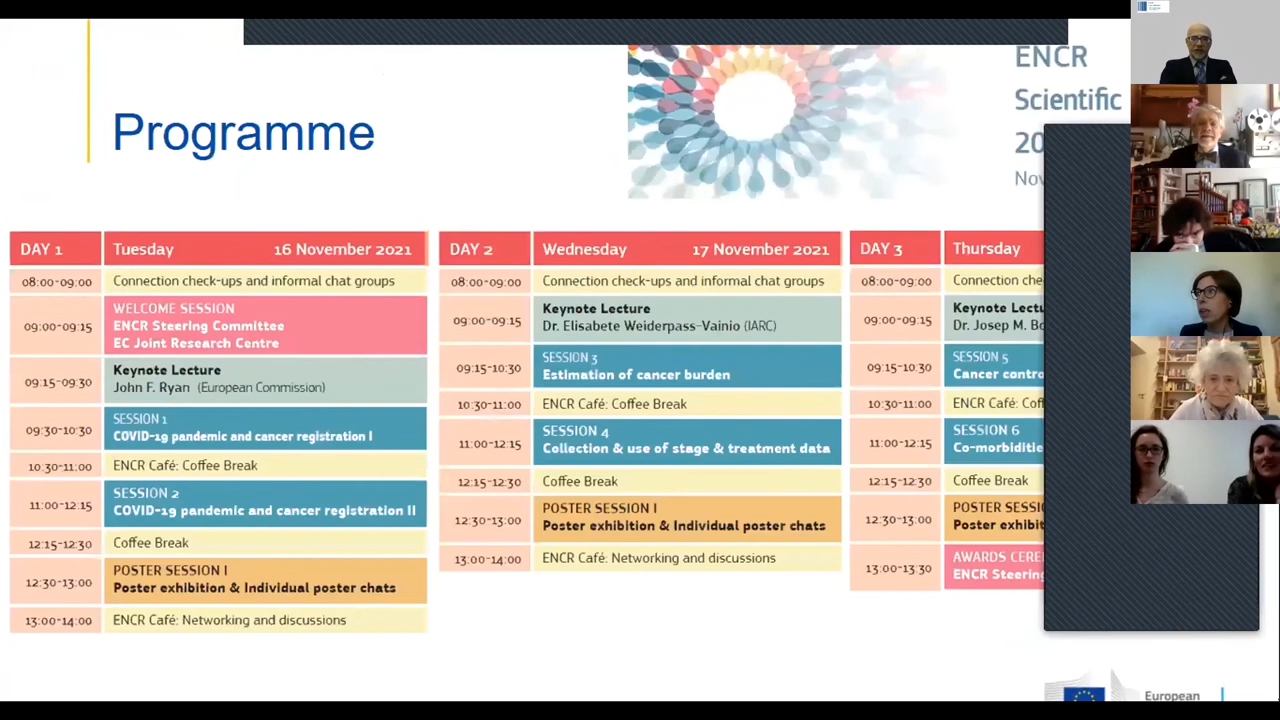 Programme
ENCR
Scientific
20
Nov
DAY 1 Tuesday 16 November 2021
08:00-09:00 Connection check-ups and informal chat groups
09:00-09:15 WELCOME SESSION
ENCR Steering Committee
EC Joint Research Centre
09:15-09:30 Keynote Lecture
John F. Ryan (European Commission)
09:30-10:30 SESSION 1
COVID-19 pandemic and cancer registration I
10:30-11:00 ENCR Café: Coffee Break
11:00-12:15 SESSION 2
COVID-19 pandemic and cancer registration II
12:15-12:30 Coffee Break
12:30-13:00 POSTER SESSION I
Poster exhibition & Individual poster chats
13:00-14:00 ENCR Café: Networking and discussions
DAY 2 Wednesday 17 November 2021
08:00-09:00 Connection check-ups and informal chat groups
09:00-09:15 Keynote Lecture
Dr. Elisabete Weiderpass-Vainio (IARC)
09:15-10:30 SESSION 3
Estimation of cancer burden
10:30-11:00 ENCR Café: Coffee Break
11:00-12:15 SESSION 4
Collection & use of stage & treatment data
12:15-12:30 Coffee Break
12:30-13:00 POSTER SESSION I
Poster exhibition & Individual poster chats
13:00-14:00 ENCR Café: Networking and discussions
DAY 3 Thursday
08:00-09:00 Connection che
09:00-09:15 Keynote Lectu
Dr. Josep M. Bo
09:15-10:30 SESSION 5
Cancer contro
10:30-11:00 ENCR Café: Coff
11:00-12:15 SESSION 6
Co-morbiditie
12:15-12:30 Coffee Break
12:30-13:00 POSTER SESSI
Poster exhibit
13:00-13:30 AWARDS CERE
ENCR Steering
European